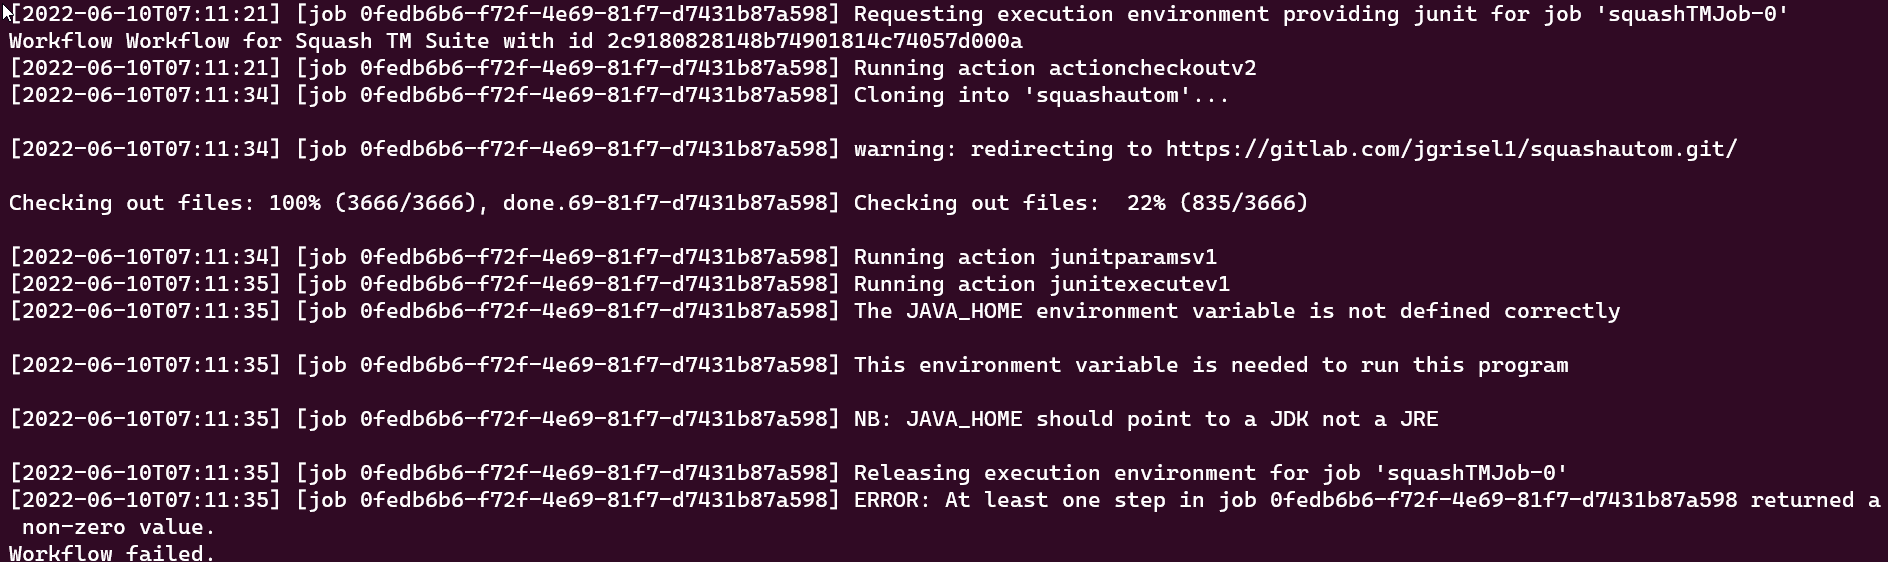 [2022-06-10T07:11:21] [job 0fedb6b6-f72f-4e69-81f7-d7431b87a598] Requesting execution environment providing junit for job 'squashTMJob-0'
Workflow Workflow for Squash TM Suite with id 2c9180828148b74901814c74057d000a
[2022-06-10T07:11:21] [job 0fedb6b6-f72f-4e69-81f7-d7431b87a598] Running action actioncheckoutv2
[2022-06-10T07:11:34] [job 0fedb6b6-f72f-4e69-81f7-d7431b87a598] Cloning into 'squashautom'...
[2022-06-10T07:11:34] [job 0fedb6b6-f72f-4e69-81f7-d7431b87a598] warning: redirecting to https://gitlab.com/jgrisel1/squashautom.git/
Checking out files: 100% (3666/3666), done.69-81f7-d7431b87a598] Checking out files:  22% (835/3666)
[2022-06-10T07:11:34] [job 0fedb6b6-f72f-4e69-81f7-d7431b87a598] Running action junitparamsv1
[2022-06-10T07:11:35] [job 0fedb6b6-f72f-4e69-81f7-d7431b87a598] Running action junitexecutev1
[2022-06-10T07:11:35] [job 0fedb6b6-f72f-4e69-81f7-d7431b87a598] The JAVA_HOME environment variable is not defined correctly
[2022-06-10T07:11:35] [job 0fedb6b6-f72f-4e69-81f7-d7431b87a598] This environment variable is needed to run this program
[2022-06-10T07:11:35] [job 0fedb6b6-f72f-4e69-81f7-d7431b87a598] NB: JAVA_HOME should point to a JDK not a JRE
[2022-06-10T07:11:35] [job 0fedb6b6-f72f-4e69-81f7-d7431b87a598] Releasing execution environment for job 'squashTMJob-0'
[2022-06-10T07:11:35] [job 0fedb6b6-f72f-4e69-81f7-d7431b87a598] ERROR: At least one step in job 0fedb6b6-f72f-4e69-81f7-d7431b87a598 returned a
 non-zero value.
Workflow failed.